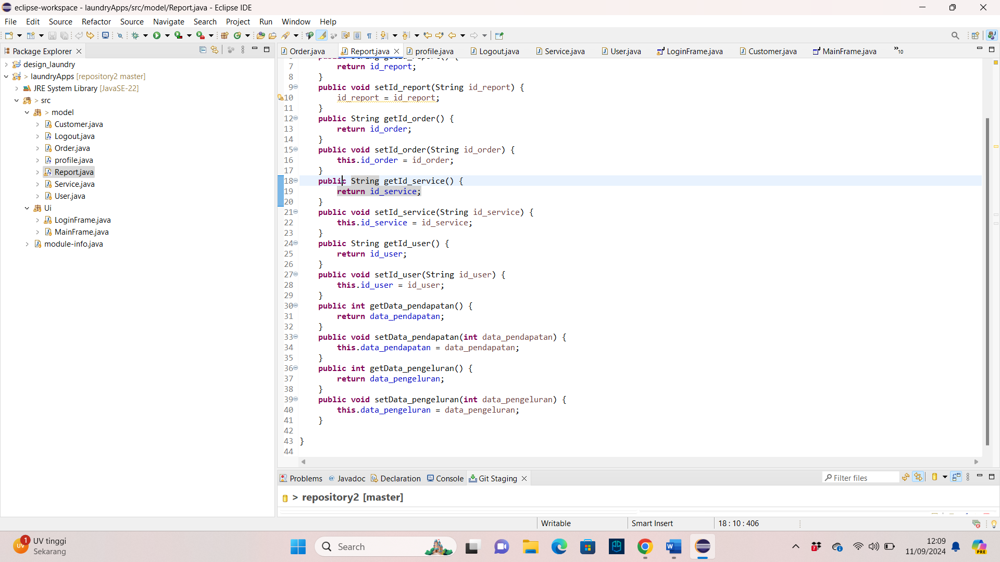 eclipse-workspace - laundryApps/src/model/Report.java - Eclipse IDE
File Edit Source Refactor Source Navigate Search Project Run Window Help
Package Explorer
Order.java Report.java profile.java Logout.java Service.java User.java LoginFrame.java Customer.java MainFrame.java »10
design_laundry
> laundryApps [repository2 master]
JRE System Library [JavaSE-22]
> src
> model
Customer.java
Logout.java
Order.java
profile.java
Report.java
Service.java
User.java
Ui
LoginFrame.java
MainFrame.java
module-info.java
7 return id_report;
8 }
9 public void setId_report(String id_report) {
10 id_report = id_report;
11 }
12 public String getId_order() {
13 return id_order;
14 }
15 public void setId_order(String id_order) {
16 this.id_order = id_order;
17 }
18 public String getId_service() {
19 return id_service;
20 }
21 public void setId_service(String id_service) {
22 this.id_service = id_service;
23 }
24 public String getId_user() {
25 return id_user;
26 }
27 public void setId_user(String id_user) {
28 this.id_user = id_user;
29 }
30 public int getData_pendapatan() {
31 return data_pendapatan;
32 }
33 public void setData_pendapatan(int data_pendapatan) {
34 this.data_pendapatan = data_pendapatan;
35 }
36 public int getData_pengeluran() {
37 return data_pengeluran;
38 }
39 public void setData_pengeluran(int data_pengeluran) {
40 this.data_pengeluran = data_pengeluran;
41 }
42
43 }
44
Problems Javadoc Declaration Console Git Staging Filter files
> repository2 [master]
Writable Smart Insert 18 : 10 : 406
UV tinggi
Sekarang
Search
12:09
11/09/2024